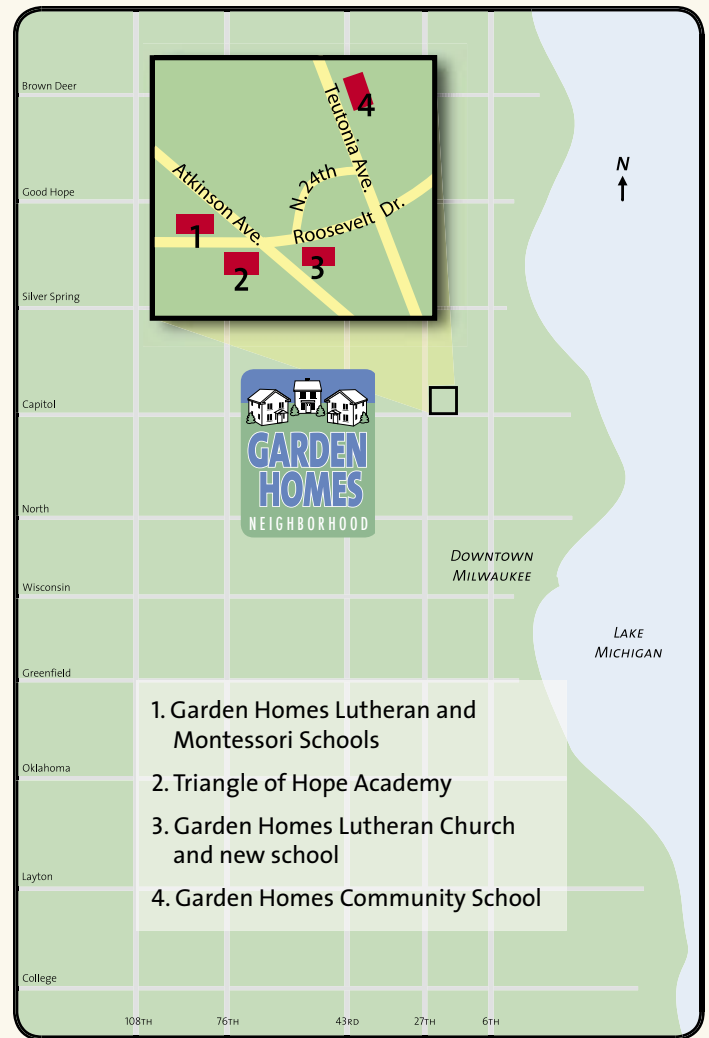 Brown Deer
Teutonia Ave.
4
N
Good Hope
Atkinson Ave.
N. 24th
Roosevelt Dr.
1
2
3
Silver Spring
Capitol
GARDEN
HOMES
NEIGHBORHOOD
North
DOWNTOWN
MILWAUKEE
Wisconsin
LAKE
MICHIGAN
Greenfield
1. Garden Homes Lutheran and
Montessori Schools
2. Triangle of Hope Academy
3. Garden Homes Lutheran Church
and new school
4. Garden Homes Community School
Oklahoma
Layton
College
108TH
76TH
43RD
27TH
6TH